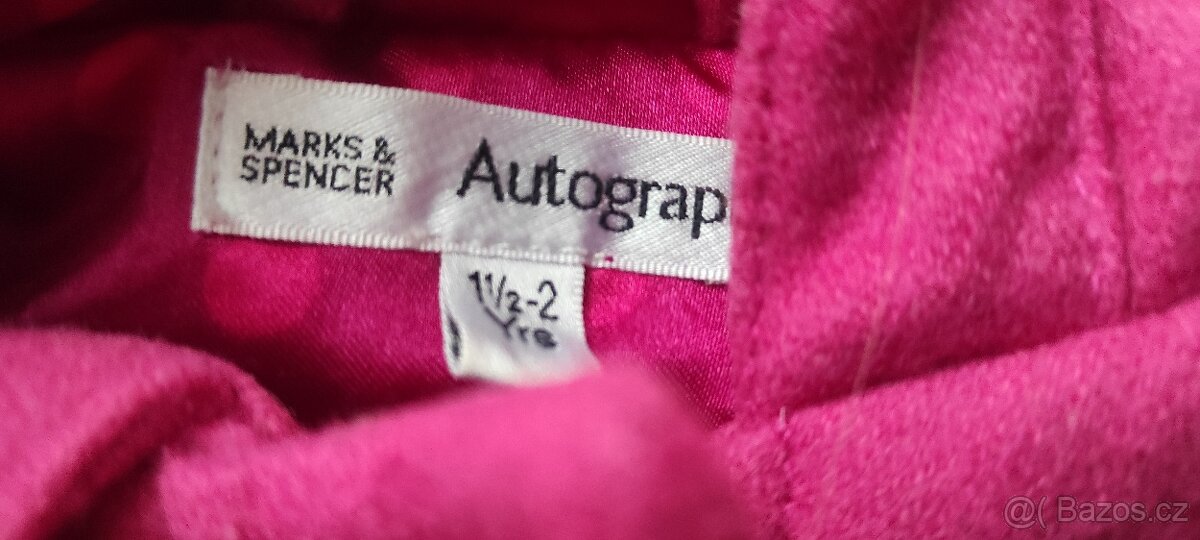 MARKS &
SPENCER
Autograp
1½-2
Yrs
@( Bazos.cz